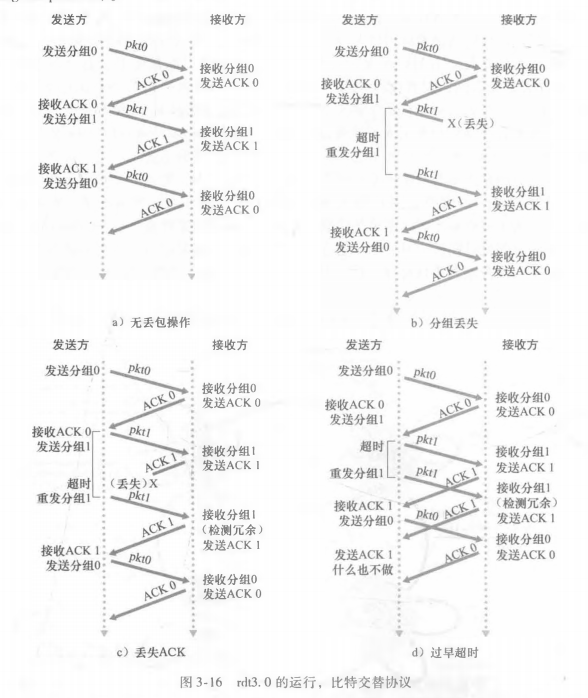 发送方 接收方
发送分组0 pkt0
ACK 0 接收分组0
发送ACK 0
接收ACK 0
发送分组1 pkt1
接收分组1
ACK 1 发送ACK 1
接收ACK 1
发送分组0 pkt0
接收分组0
ACK 0 发送ACK 0
a）无丢包操作
发送方 接收方
发送分组0 pkt0
ACK 0 接收分组0
发送ACK 0
接收ACK 0
发送分组1 pkt1
X（丢失）
超时
重发分组1
pkt1
接收分组1
ACK 1 发送ACK 1
接收ACK 1
发送分组0 pkt0
接收分组0
ACK 0 发送ACK 0
b）分组丢失
发送方 接收方
发送分组0 pkt0
ACK 0 接收分组0
发送ACK 0
接收ACK 0
发送分组1 pkt1
接收分组1
ACK 1 发送ACK 1
超时 （丢失）X
重发分组1 pkt1
接收分组1
（检测冗余）
ACK 1 发送ACK 1
接收ACK 1
发送分组0 pkt0
接收分组0
ACK 0 发送ACK 0
c）丢失ACK
发送方 接收方
发送分组0 pkt0
ACK 0 接收分组0
发送ACK 0
接收ACK 0
发送分组1
pkt1
超时
接收分组1
发送ACK 1
重发分组1 pkt1 ACK 1
接收分组1
（检测冗余）
发送ACK 1
接收ACK 1
发送分组0 pkt0 ACK 1
接收分组0
发送ACK 0
发送ACK 1 ACK 0
什么也不做
d）过早超时
图 3-16 rdt3. 0 的运行，比特交替协议